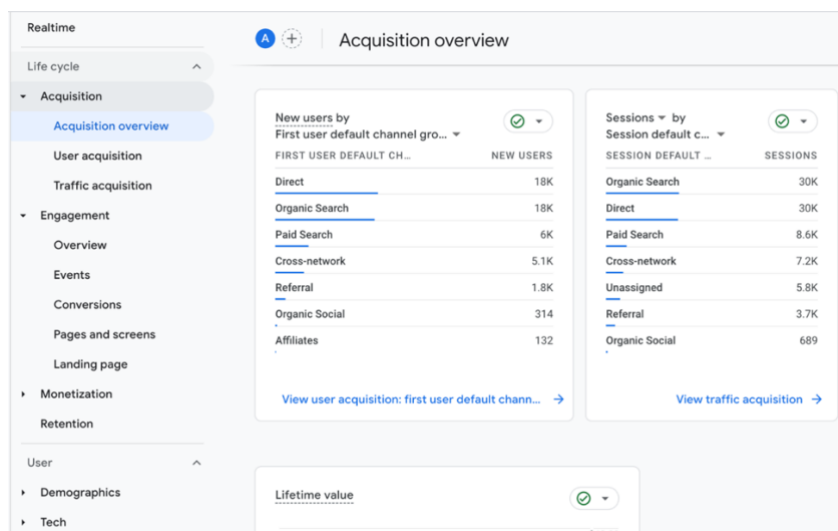 Realtime
Life cycle
Acquisition
Acquisition overview
User acquisition
Traffic acquisition
Engagement
Overview
Events
Conversions
Pages and screens
Landing page
Monetization
Retention
User
Demographics
Tech
A
Acquisition overview
New users by
First user default channel gro...
FIRST USER DEFAULT CH... NEW USERS
Direct 18K
Organic Search 18K
Paid Search 6K
Cross-network 5.1K
Referral 1.8K
Organic Social 314
Affiliates 132
View user acquisition: first user default chann...
Sessions by
Session default c...
SESSION DEFAULT ... SESSIONS
Organic Search 30K
Direct 30K
Paid Search 8.6K
Cross-network 7.2K
Unassigned 5.8K
Referral 3.7K
Organic Social 689
View traffic acquisition
Lifetime value